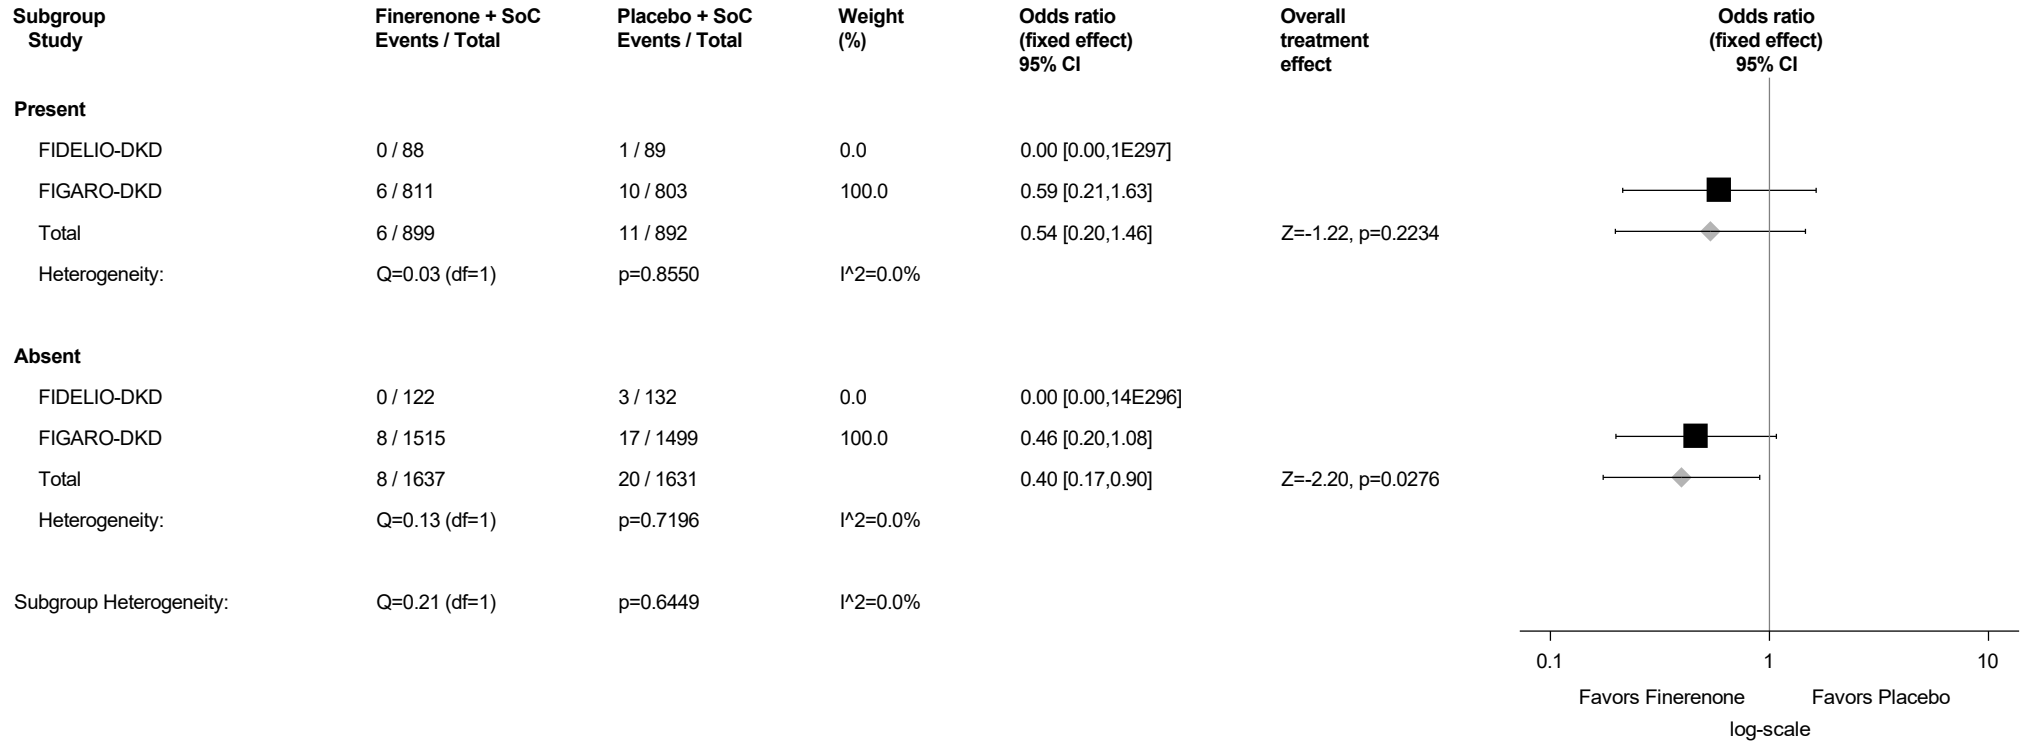 Subgroup Finerenone + SoC Placebo + SoC Weight Odds ratio Overall Odds ratio
Study Events / Total Events / Total (%) (fixed effect) treatment (fixed effect)
95% CI effect 95% CI
Present
FIDELIO-DKD 0 / 88 1 / 89 0.0 0.00 [0.00,1E297]
FIGARO-DKD 6 / 811 10 / 803 100.0 0.59 [0.21,1.63]
Total 6 / 899 11 / 892 0.54 [0.20,1.46] Z=-1.22, p=0.2234
Heterogeneity: Q=0.03 (df=1) p=0.8550 I^2=0.0%
Absent
FIDELIO-DKD 0 / 122 3 / 132 0.0 0.00 [0.00,14E296]
FIGARO-DKD 8 / 1515 17 / 1499 100.0 0.46 [0.20,1.08]
Total 8 / 1637 20 / 1631 0.40 [0.17,0.90] Z=-2.20, p=0.0276
Heterogeneity: Q=0.13 (df=1) p=0.7196 I^2=0.0%
Subgroup Heterogeneity: Q=0.21 (df=1) p=0.6449 I^2=0.0%
0.1 1 10
Favors Finerenone Favors Placebo
log-scale